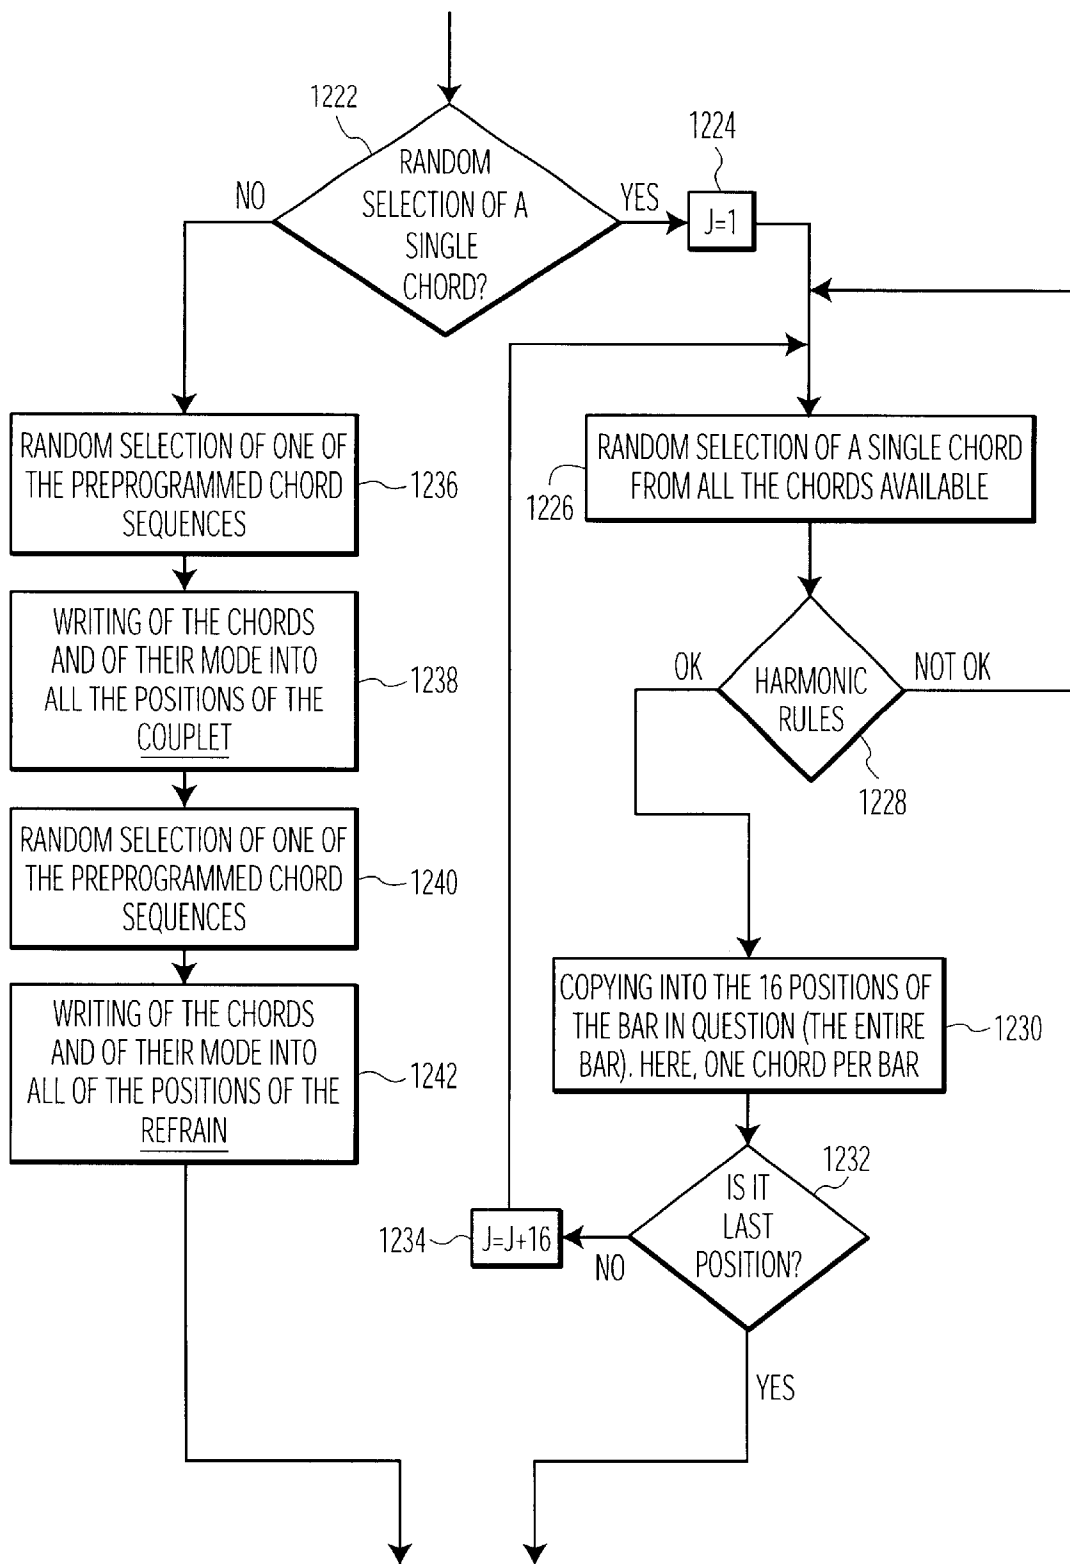 1222
RANDOM
SELECTION OF A
SINGLE
CHORD?
NO
YES
1224
J=1
RANDOM SELECTION OF ONE OF
THE PREPROGRAMMED CHORD
SEQUENCES
1236
WRITING OF THE CHORDS
AND OF THEIR MODE INTO
ALL THE POSITIONS OF THE
COUPLET
1238
RANDOM SELECTION OF ONE OF
THE PREPROGRAMMED CHORD
SEQUENCES
1240
WRITING OF THE CHORDS
AND OF THEIR MODE INTO
ALL OF THE POSITIONS OF THE
REFRAIN
1242
RANDOM SELECTION OF A SINGLE CHORD
FROM ALL THE CHORDS AVAILABLE
1226
OK
HARMONIC
RULES
NOT OK
1228
COPYING INTO THE 16 POSITIONS OF
THE BAR IN QUESTION (THE ENTIRE
BAR). HERE, ONE CHORD PER BAR
1230
IS IT
LAST
POSITION?
1232
NO
1234
J=J+16
YES